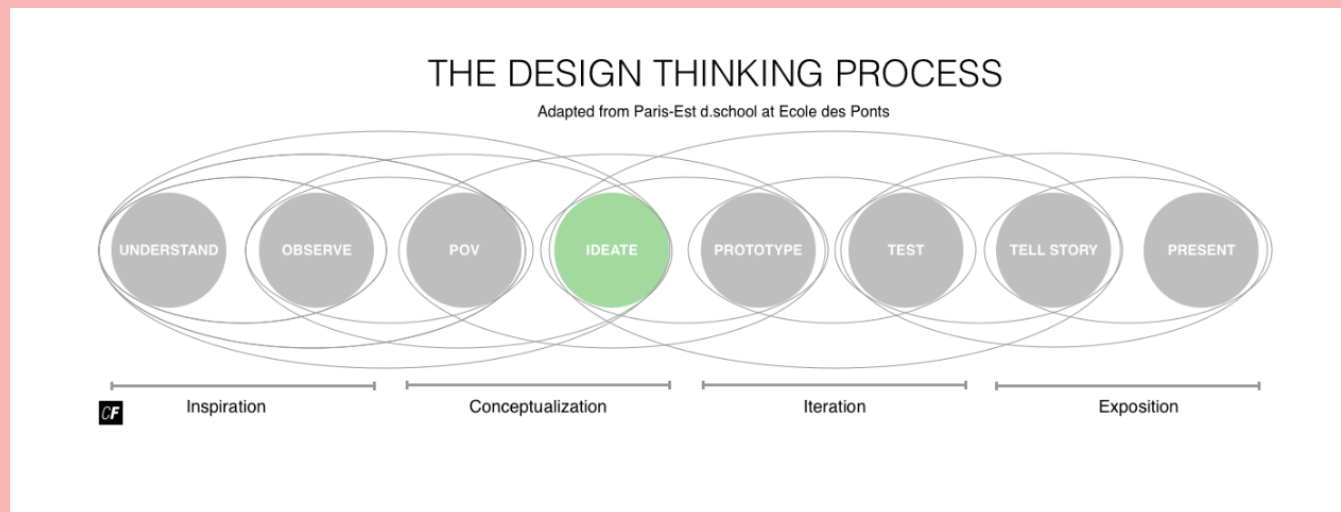 THE DESIGN THINKING PROCESS
Adapted from Paris-Est d.school at Ecole des Ponts
UNDERSTAND
OBSERVE
POV
IDEATE
PROTOTYPE
TEST
TELL STORY
PRESENT
Inspiration
Conceptualization
Iteration
Exposition
CF